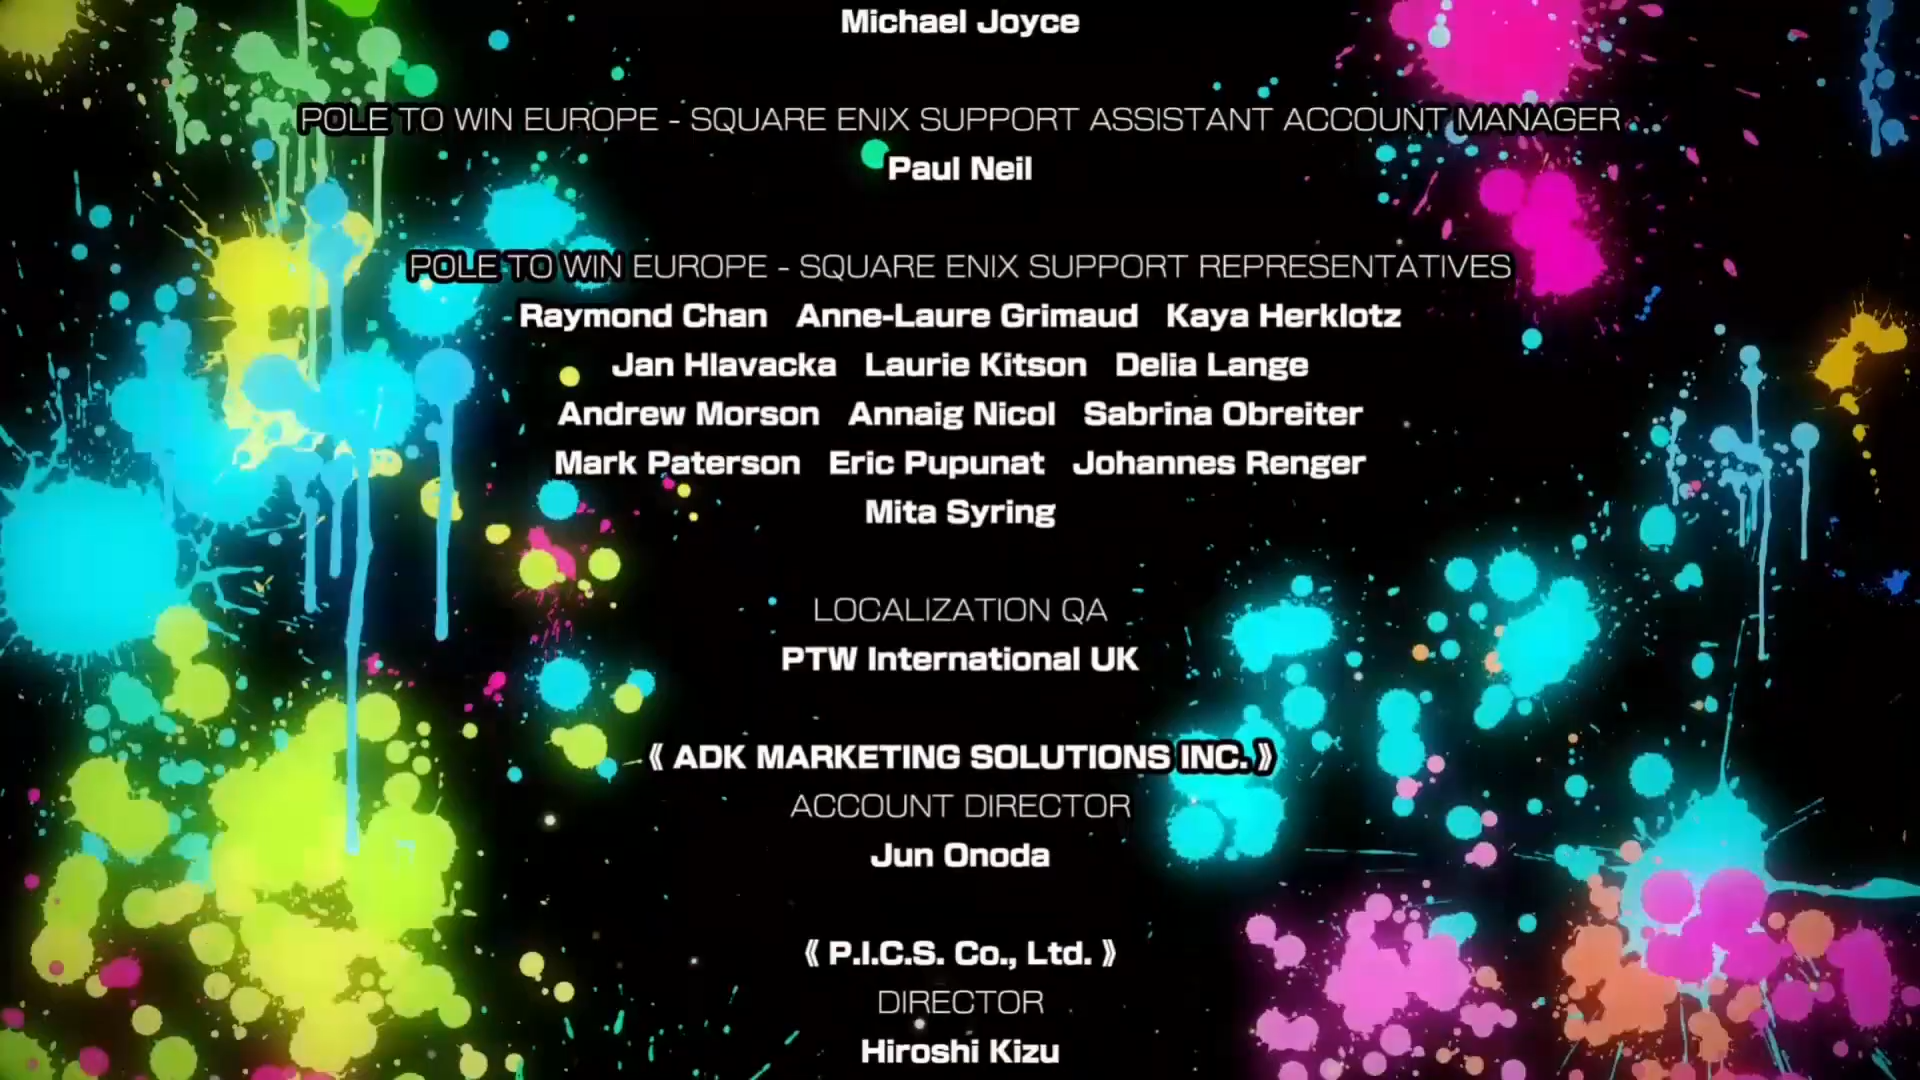 Michael Joyce
POLE TO WIN EUROPE - SQUARE ENIX SUPPORT ASSISTANT ACCOUNT MANAGER
Paul Neil
POLE TO WIN EUROPE - SQUARE ENIX SUPPORT REPRESENTATIVES
Raymond Chan Anne-Laure Grimaud Kaya Herklotz
Jan Hlavacka Laurie Kitson Delia Lange
Andrew Morson Annaig Nicol Sabrina Obreiter
Mark Paterson Eric Pupunat Johannes Renger
Mita Syring
LOCALIZATION QA
PTW International UK
《 ADK MARKETING SOLUTIONS INC. 》
ACCOUNT DIRECTOR
Jun Onoda
《 P.I.C.S. Co., Ltd. 》
DIRECTOR
Hiroshi Kizu